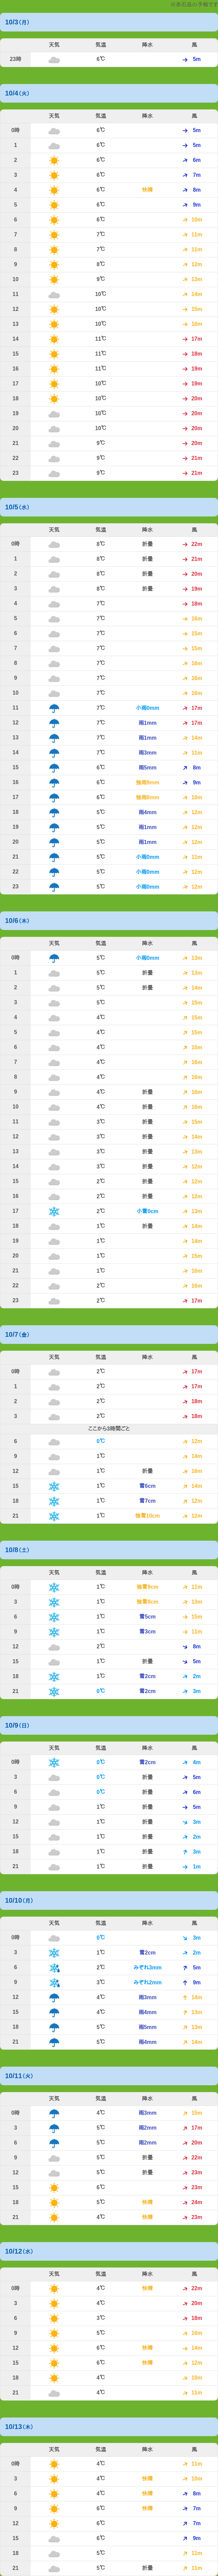 の予報です
10/3(月)
天気 気温 降水 風
23時 6℃ 5m
10/4(火)
天気 気温 降水 風
0時 6℃ 5m
1 6℃ 5m
2 6℃ 6m
3 6℃ 7m
4 6℃ 快晴 8m
5 6℃ 9m
6 6℃ 10m
7 7℃ 11m
8 7℃ 11m
9 8℃ 12m
10 9℃ 13m
11 10℃ 14m
12 10℃ 15m
13 10℃ 16m
14 11℃ 17m
15 11℃ 18m
16 11℃ 19m
17 10℃ 19m
18 10℃ 20m
19 10℃ 20m
20 10℃ 20m
21 9℃ 20m
22 9℃ 21m
23 9℃ 21m
10/5(水)
天気 気温 降水 風
0時 8℃ 折曇 22m
1 8℃ 折曇 21m
2 8℃ 折曇 20m
3 8℃ 折曇 19m
4 7℃ 18m
5 7℃ 16m
6 7℃ 15m
7 7℃ 15m
8 7℃ 16m
9 7℃ 16m
10 7℃ 16m
11 7℃ 小雨0mm 17m
12 7℃ 雨1mm 17m
13 7℃ 雨1mm 14m
14 7℃ 雨3mm 11m
15 6℃ 雨5mm 8m
16 6℃ 強雨9mm 9m
17 6℃ 強雨8mm 10m
18 5℃ 雨4mm 12m
19 5℃ 雨1mm 12m
20 5℃ 雨1mm 12m
21 5℃ 小雨0mm 11m
22 5℃ 小雨0mm 12m
23 5℃ 小雨0mm 12m
10/6(木)
天気 気温 降水 風
0時 5℃ 小雨0mm 13m
1 5℃ 折曇 13m
2 5℃ 折曇 14m
3 5℃ 15m
4 4℃ 15m
5 4℃ 15m
6 4℃ 15m
7 4℃ 16m
8 4℃ 16m
9 4℃ 折曇 16m
10 4℃ 折曇 16m
11 3℃ 折曇 15m
12 3℃ 折曇 14m
13 3℃ 折曇 13m
14 3℃ 折曇 12m
15 2℃ 折曇 12m
16 2℃ 折曇 12m
17 2℃ 小雪0cm 13m
18 1℃ 折曇 14m
19 1℃ 14m
20 1℃ 15m
21 1℃ 16m
22 2℃ 16m
23 2℃ 17m
10/7(金)
天気 気温 降水 風
0時 2℃ 17m
1 2℃ 17m
2 2℃ 18m
3 2℃ 18m
ここから3時間ごと
6 0℃ 12m
9 1℃ 14m
12 1℃ 折曇 16m
15 1℃ 雪6cm 14m
18 1℃ 雪7cm 12m
21 1℃ 強雪10cm 12m
10/8(土)
天気 気温 降水 風
0時 1℃ 強雪9cm 11m
3 1℃ 強雪9cm 13m
6 1℃ 雪5cm 15m
9 1℃ 雪3cm 11m
12 2℃ 8m
15 1℃ 折曇 5m
18 1℃ 雪2cm 2m
21 0℃ 雪2cm 3m
10/9(日)
天気 気温 降水 風
0時 0℃ 雪2cm 4m
3 0℃ 折曇 5m
6 0℃ 折曇 6m
9 1℃ 折曇 5m
12 1℃ 折曇 3m
15 1℃ 折曇 2m
18 1℃ 折曇 3m
21 1℃ 折曇 1m
10/10(月)
天気 気温 降水 風
0時 0℃ 3m
3 1℃ 雪2cm 2m
6 2℃ みぞれ3mm 5m
9 3℃ みぞれ2mm 9m
12 4℃ 雨3mm 14m
15 4℃ 雨4mm 13m
18 5℃ 雨5mm 13m
21 5℃ 雨4mm 14m
10/11(火)
天気 気温 降水 風
0時 4℃ 雨3mm 15m
3 5℃ 雨2mm 17m
6 5℃ 雨2mm 20m
9 5℃ 折曇 22m
12 5℃ 折曇 23m
15 6℃ 23m
18 5℃ 快晴 24m
21 4℃ 快晴 23m
10/12(水)
天気 気温 降水 風
0時 4℃ 快晴 22m
3 4℃ 20m
6 3℃ 18m
9 5℃ 16m
12 6℃ 快晴 14m
15 6℃ 快晴 12m
18 4℃ 10m
21 4℃ 11m
10/13(木)
天気 気温 降水 風
0時 4℃ 11m
3 4℃ 快晴 10m
6 4℃ 快晴 8m
9 6℃ 快晴 7m
12 6℃ 7m
15 6℃ 9m
18 5℃ 11m
21 5℃ 折曇 11m